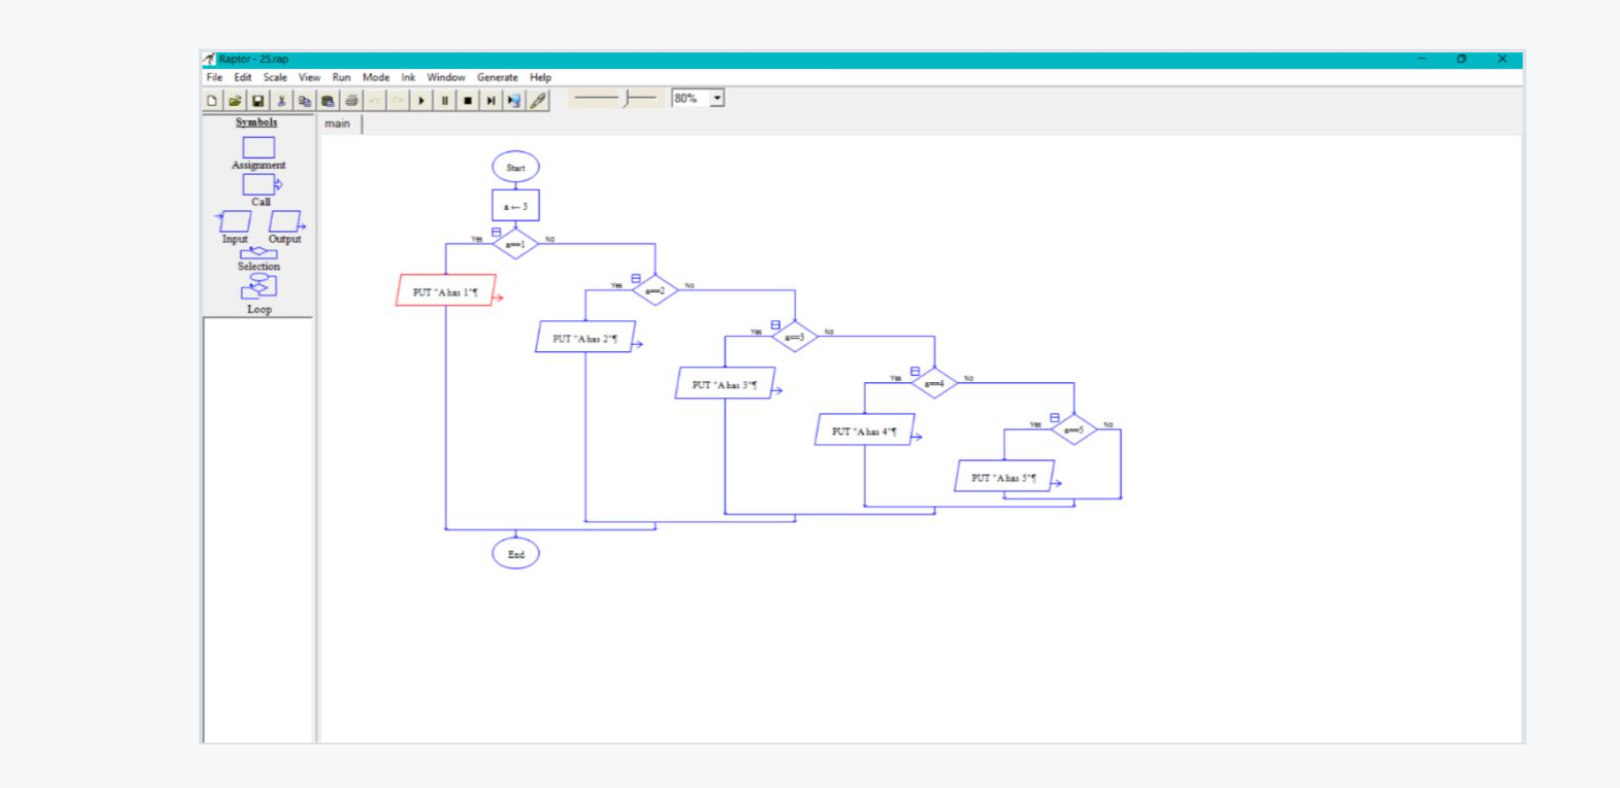 Raptor - 25.rap
File Edit Scale View Run Mode Ink Window Generate Help
80%
Symbols
main
Assignment
Call
Input Output
Selection
Loop
Start
a ← 3
Yes a==1 No
PUT "A has 1"¶
Yes a==2 No
PUT "A has 2"¶
Yes a==3 No
PUT "A has 3"¶
Yes a==4 No
PUT "A has 4"¶
Yes a==5 No
PUT "A has 5"¶
End